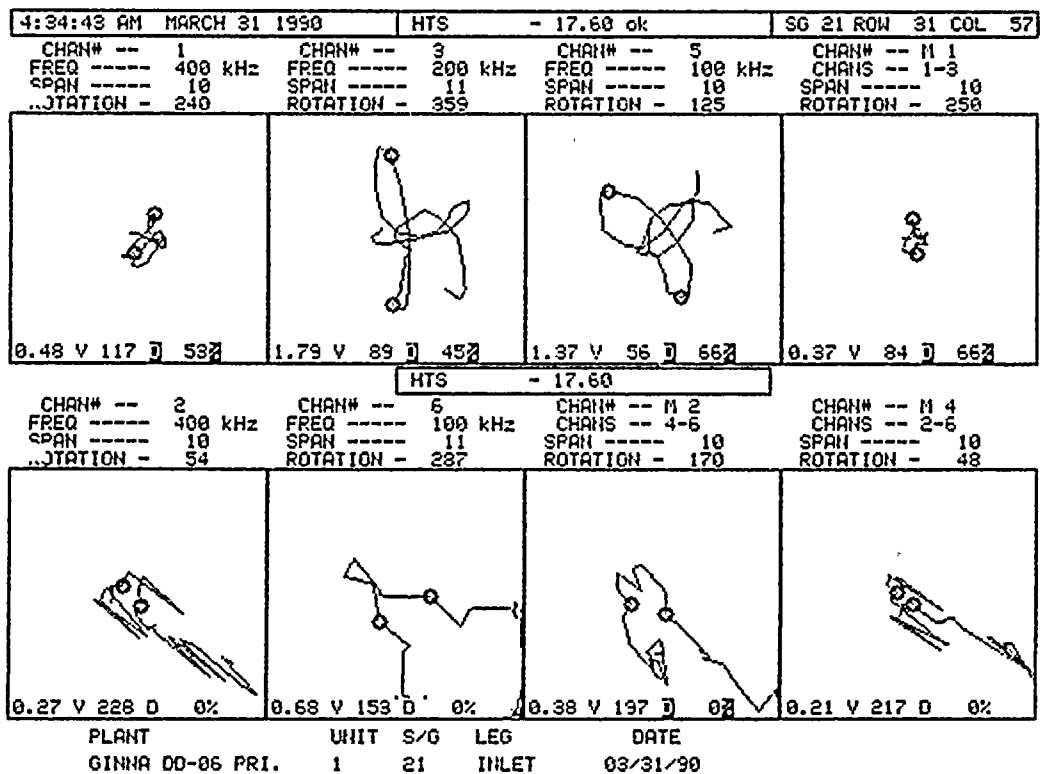 4:34:43 AM MARCH 31 1990 HTS - 17.60 ok SG 21 ROW 31 COL 57
CHAN# -- 1 CHAN# -- 3 CHAN# -- 5 CHAN# -- M 1
FREQ ----- 400 kHz FREQ ----- 200 kHz FREQ ----- 100 kHz CHANS -- 1-3
SPAN ----- 10 SPAN ----- 11 SPAN ----- 10 SPAN ----- 10
..OTATION - 240 ROTATION - 359 ROTATION - 125 ROTATION - 250
0.48 V 117 D 53% 1.79 V 89 D 45% 1.37 V 56 D 66% 0.37 V 84 D 66%
HTS - 17.60
CHAN# -- 2 CHAN# -- 6 CHAN# -- M 2 CHAN# -- M 4
FREQ ----- 400 kHz FREQ ----- 100 kHz CHANS -- 4-6 CHANS -- 2-6
SPAN ----- 10 SPAN ----- 11 SPAN ----- 10 SPAN ----- 10
..OTATION - 54 ROTATION - 287 ROTATION - 170 ROTATION - 48
0.27 V 228 D 0% 0.68 V 153 D 0% 0.38 V 197 D 0% 0.21 V 217 D 0%
PLANT UNIT S/G LEG DATE
GINNA DD-06 PRI. 1 21 INLET 03/31/90